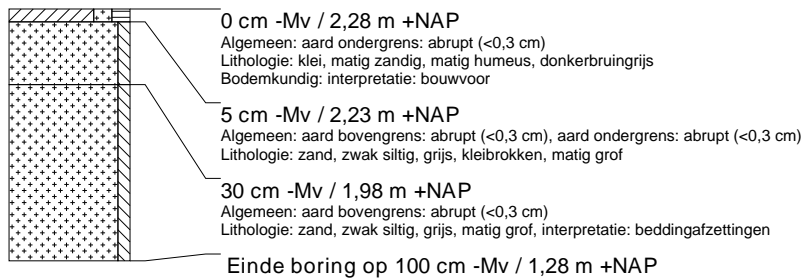 0 cm -Mv / 2,28 m +NAP
Algemeen: aard ondergrens: abrupt (<0,3 cm)
Lithologie: klei, matig zandig, matig humeus, donkerbruingrijs
Bodemkundig: interpretatie: bouwvoor
5 cm -Mv / 2,23 m +NAP
Algemeen: aard bovengrens: abrupt (<0,3 cm), aard ondergrens: abrupt (<0,3 cm)
Lithologie: zand, zwak siltig, grijs, kleibrokken, matig grof
30 cm -Mv / 1,98 m +NAP
Algemeen: aard bovengrens: abrupt (<0,3 cm)
Lithologie: zand, zwak siltig, grijs, matig grof, interpretatie: beddingafzettingen
Einde boring op 100 cm -Mv / 1,28 m +NAP